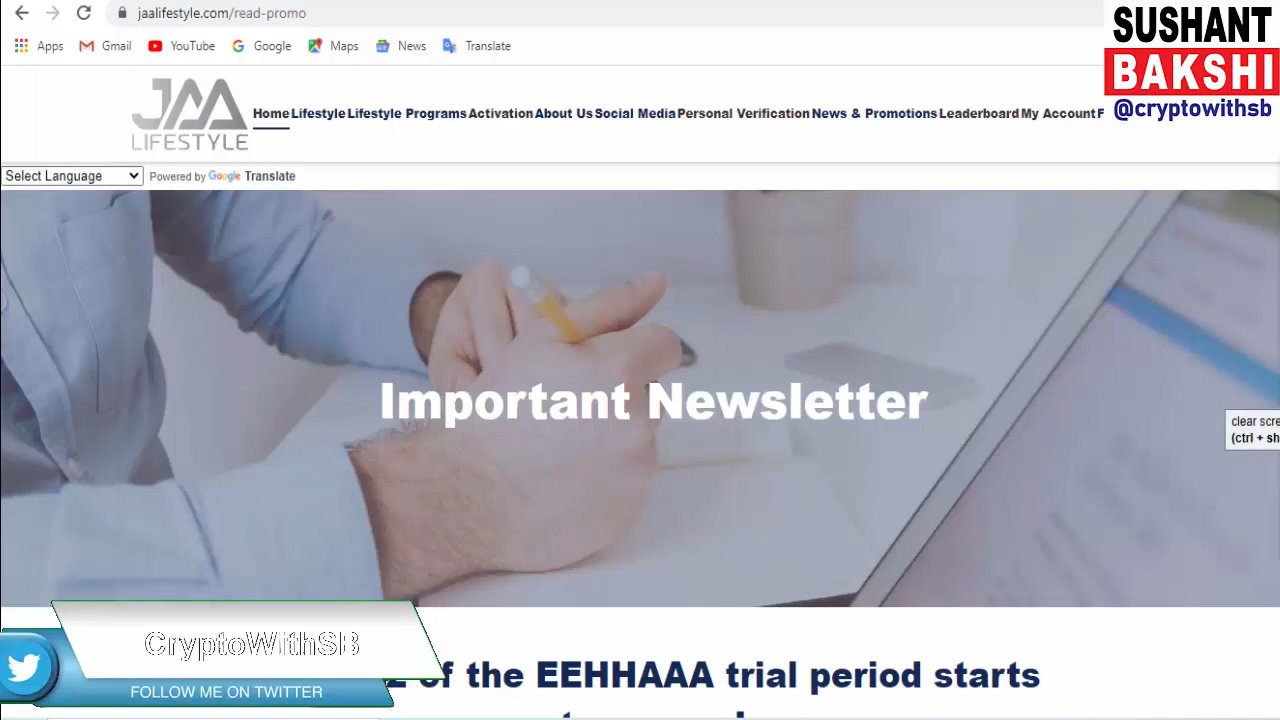 jaalifestyle.com/read-promo
SUSHANT
BAKSHI
@cryptowithsb
Apps Gmail YouTube Google Maps News Translate
JAA
LIFESTYLE
Home Lifestyle Lifestyle Programs Activation About Us Social Media Personal Verification News & Promotions Leaderboard My Account F
Select Language Powered by Google Translate
Important Newsletter
clear scre
(ctrl + sh
CryptoWithSB
FOLLOW ME ON TWITTER
2 of the EEHHAAA trial period starts